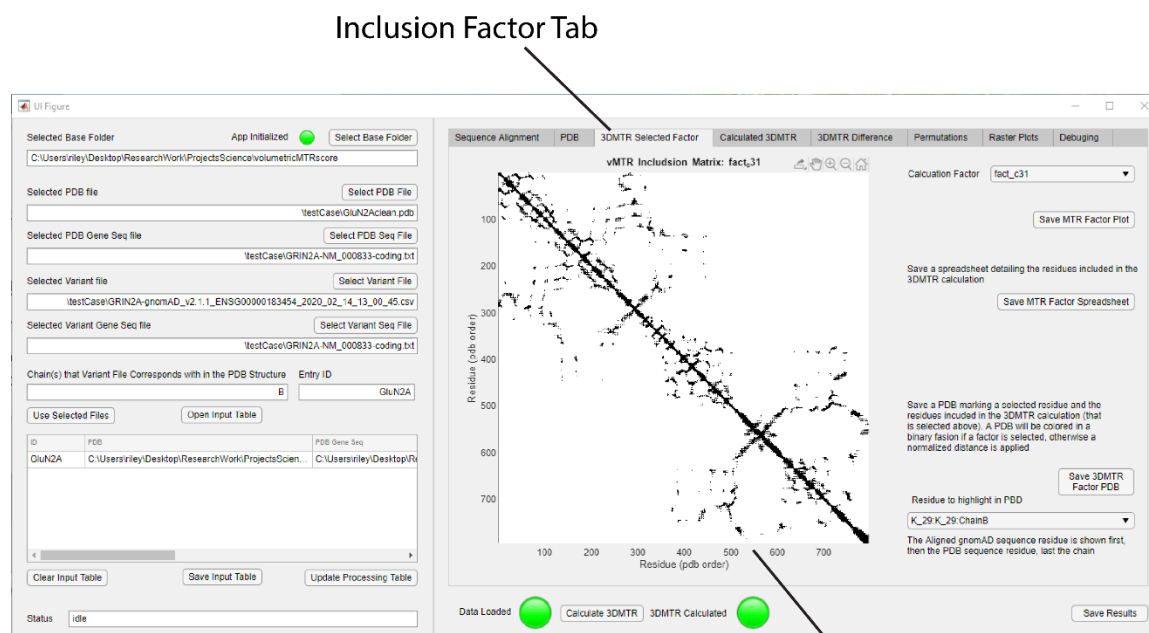 Inclusion Factor Tab
UI Figure
Selected Base Folder
App Initialized
Select Base Folder
C:\Users\riley\Desktop\ResearchWork\ProjectsScience\volumetricMTRscore
Selected PDB file
Select PDB File
\testCase\GluN2Aclean.pdb
Selected PDB Gene Seq file
Select PDB Seq File
\testCase\GRIN2A-NM_000833-coding.txt
Selected Variant file
Select Variant File
\testCase\GRIN2A-gnomAD_v2.1.1_ENSG00000183454_2020_02_14_13_00_45.csv
Selected Variant Gene Seq file
Select Variant Seq File
\testCase\GRIN2A-NM_000833-coding.txt
Chain(s) that Variant File Corresponds with in the PDB Structure
Entry ID
B
GluN2A
Use Selected Files
Open Input Table
ID
PDB
PDB Gene Seq
GluN2A
C:\Users\riley\Desktop\ResearchWork\ProjectsScien...
C:\Users\riley\Desktop\Re
Clear Input Table
Save Input Table
Update Processing Table
Status
idle
Sequence Alignment
PDB
3DMTR Selected Factor
Calculated 3DMTR
3DMTR Difference
Permutations
Raster Plots
Debuging
vMTR Includsion Matrix: fact_c31
100
200
300
400
500
600
700
Residue (pdb order)
100
200
300
400
500
600
700
Residue (pdb order)
Calcuation Factor
fact_c31
Save MTR Factor Plot
Save a spreadsheet detailing the residues included in the
3DMTR calculation
Save MTR Factor Spreadsheet
Save a PDB marking a selected residue and the
residues incuded in the 3DMTR calculation (that
is selected above). A PDB will be colored in a
binary fasion if a factor is selected, otherwise a
normalized distance is applied
Save 3DMTR
Factor PDB
Residue to highlight in PBD
K_29:K_29:ChainB
The Aligned gnomAD sequence residue is shown first,
then the PDB sequence residue, last the chain
Data Loaded
Calculate 3DMTR
3DMTR Calculated
Save Results